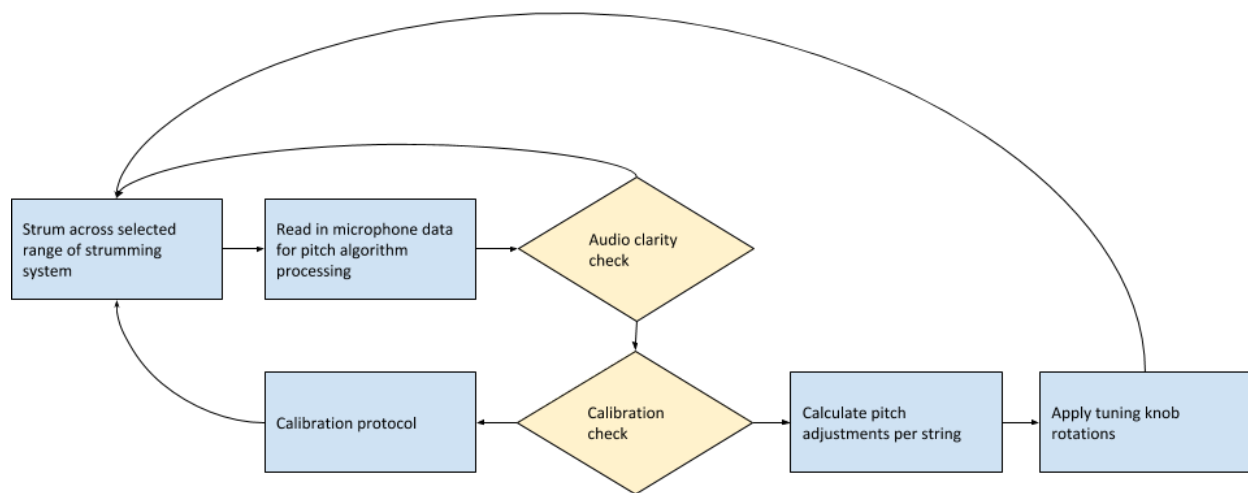 Strum across selected
range of strumming
system
Read in microphone data
for pitch algorithm
processing
Audio clarity
check
Calibration protocol
Calibration
check
Calculate pitch
adjustments per string
Apply tuning knob
rotations